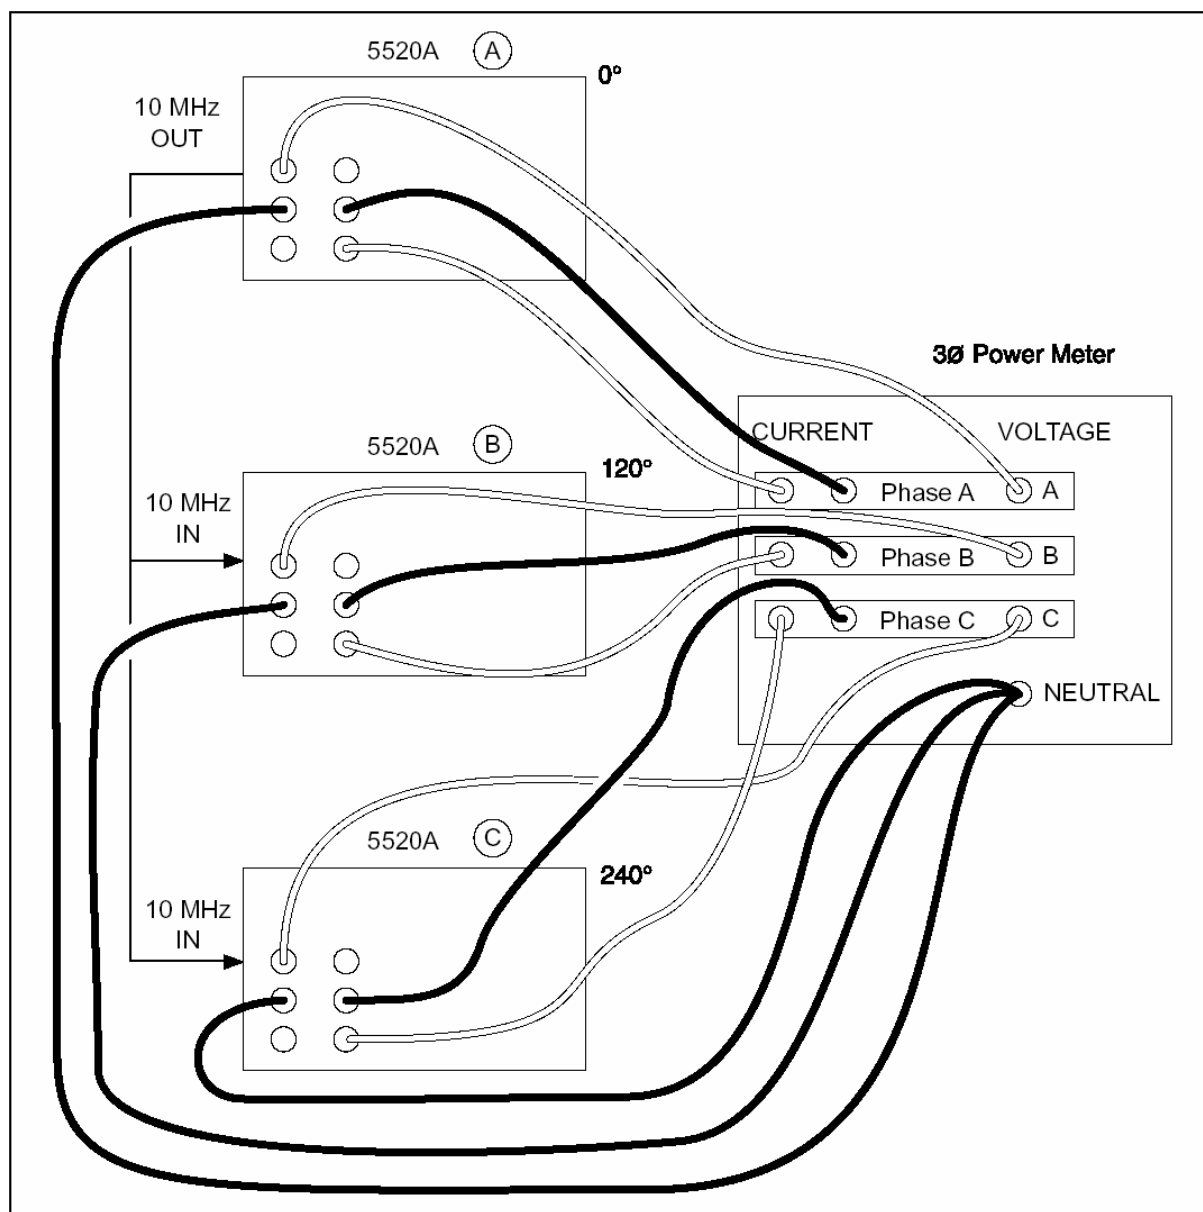 5520A A
0°
10 MHz
OUT
3Ø Power Meter
CURRENT VOLTAGE
5520A B
120°
Phase A A
10 MHz
IN
Phase B B
Phase C C
NEUTRAL
5520A C
240°
10 MHz
IN